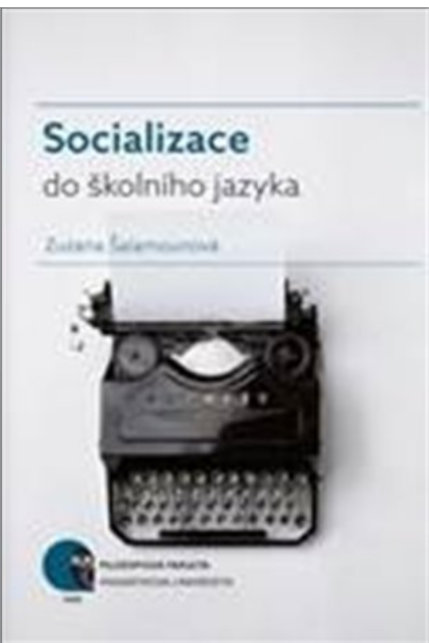 Socializace
do školního jazyka
Zuzana Šalamounová
FILOZOFICKÁ FAKULTA
MASARYKOVA UNIVERZITA